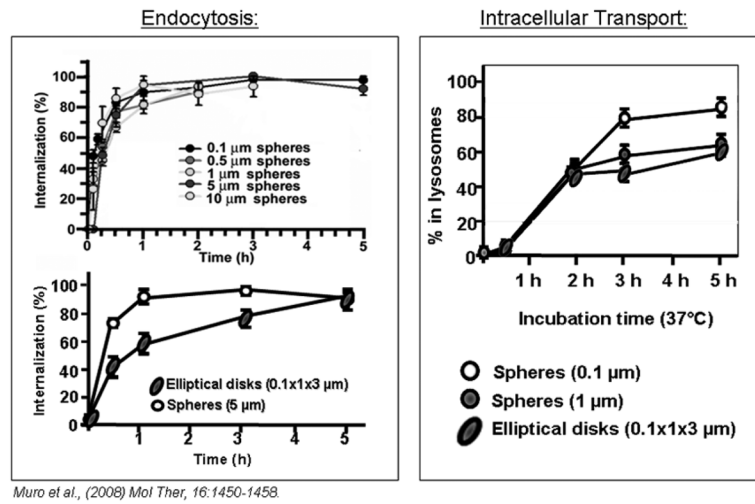 Endocytosis:
Internalization (%)
100
80
60
40
20
0
0.1 µm spheres
0.5 µm spheres
1 µm spheres
5 µm spheres
10 µm spheres
0 1 2 3 5
Time (h)
Internalization (%)
100
80
60
40
20
0
Elliptical disks (0.1x1x3 µm)
Spheres (5 µm)
0 1 2 3 5
Time (h)
Muro et al., (2008) Mol Ther, 16:1450-1458.
Intracellular Transport:
% in lysosomes
100
80
60
40
20
0
1 h 2 h 3 h 4 h 5 h
Incubation time (37°C)
Spheres (0.1 µm)
Spheres (1 µm)
Elliptical disks (0.1x1x3 µm)